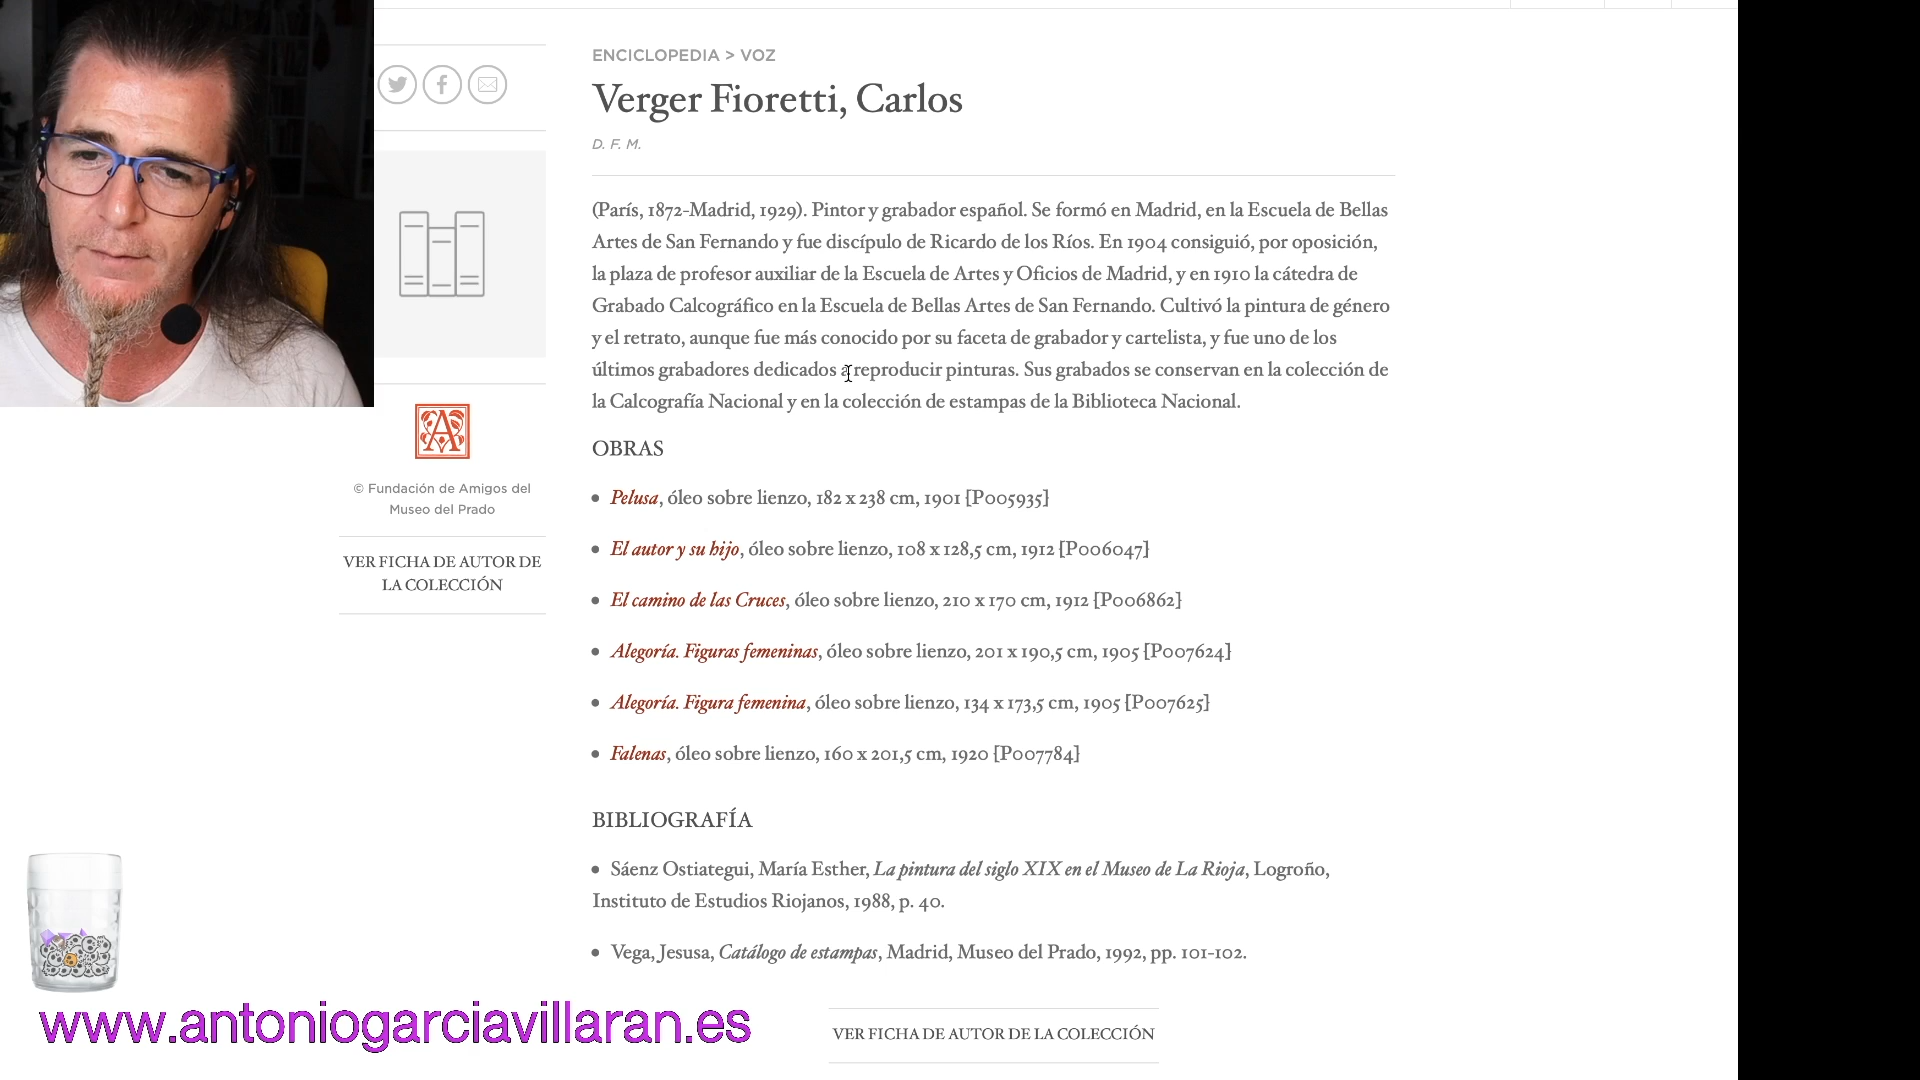 ENCICLOPEDIA > VOZ
Verger Fioretti, Carlos
D. F. M.
(París, 1872-Madrid, 1929). Pintor y grabador español. Se formó en Madrid, en la Escuela de Bellas
Artes de San Fernando y fue discípulo de Ricardo de los Ríos. En 1904 consiguió, por oposición,
la plaza de profesor auxiliar de la Escuela de Artes y Oficios de Madrid, y en 1910 la cátedra de
Grabado Calcográfico en la Escuela de Bellas Artes de San Fernando. Cultivó la pintura de género
y el retrato, aunque fue más conocido por su faceta de grabador y cartelista, y fue uno de los
últimos grabadores dedicados a reproducir pinturas. Sus grabados se conservan en la colección de
la Calcografía Nacional y en la colección de estampas de la Biblioteca Nacional.
A
© Fundación de Amigos del
Museo del Prado
VER FICHA DE AUTOR DE
LA COLECCIÓN
OBRAS
• Pelusa, óleo sobre lienzo, 182 x 238 cm, 1901 [P005935]
• El autor y su hijo, óleo sobre lienzo, 108 x 128,5 cm, 1912 [P006047]
• El camino de las Cruces, óleo sobre lienzo, 210 x 170 cm, 1912 [P006862]
• Alegoría. Figuras femeninas, óleo sobre lienzo, 201 x 190,5 cm, 1905 [P007624]
• Alegoría. Figura femenina, óleo sobre lienzo, 134 x 173,5 cm, 1905 [P007625]
• Falenas, óleo sobre lienzo, 160 x 201,5 cm, 1920 [P007784]
BIBLIOGRAFÍA
• Sáenz Ostiategui, María Esther, La pintura del siglo XIX en el Museo de La Rioja, Logroño,
Instituto de Estudios Riojanos, 1988, p. 40.
• Vega, Jesusa, Catálogo de estampas, Madrid, Museo del Prado, 1992, pp. 101-102.
VER FICHA DE AUTOR DE LA COLECCIÓN
www.antoniogarciavillaran.es